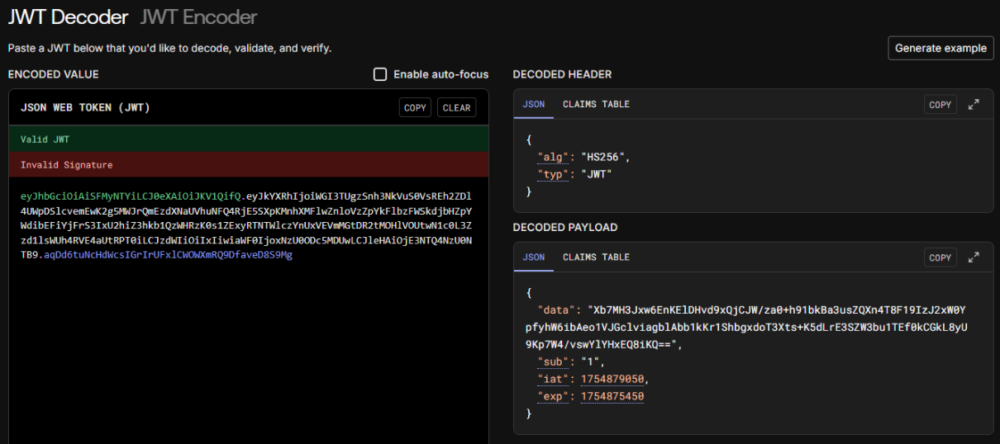 JWT Decoder JWT Encoder
Paste a JWT below that you'd like to decode, validate, and verify.
Generate example
ENCODED VALUE
Enable auto-focus
JSON WEB TOKEN (JWT)
COPY
CLEAR
Valid JWT
Invalid Signature
eyJhbGciOiAiSFMyNTYiLCJ0eXAiOiJKV1QifQ.eyJkYXRhIjoiWGI3TUgzSnh3NkVuS0VsREh2ZDl
4UWpDSlcvemEwK2g5MWJrQmEzdXNaUVhuNFQ4RjE5SXpKMnhXMFlwZnloVzZpYkFlbzFWSkdjbHZpY
WdibEFiYjFrS3IxU2hiZ3hkb1QzWHRzK0s1ZExyRTNTWlczYnUxVEVmMGtDR2tMOHlVOUtwN1c0L3Z
zd1lsWUh4RVE4aUtRPT0iLCJzdWIiOiIxIiwiaWF0IjoxNzU0ODc5MDUwLCJleHAiOjE3NTQ4NzU0N
TB9.aqDd6tuNcHdWcsIGrIrUFxlCWOWXmRQ9DfaveD8S9Mg
DECODED HEADER
JSON
CLAIMS TABLE
COPY
{
"alg": "HS256",
"typ": "JWT"
}
DECODED PAYLOAD
JSON
CLAIMS TABLE
COPY
{
"data": "Xb7MH3Jxw6EnKElDHvd9xQjCJW/za0+h91bkBa3usZQXn4T8F19IzJ2xW0Y
pfyhW6ibAeo1VJGclviagblAbb1kKr1ShbgxdoT3Xts+K5dLrE3SZW3bu1TEf0kCGkL8yU
9Kp7W4/vswYlYHxEQ8iKQ==",
"sub": "1",
"iat": 1754879050,
"exp": 1754875450
}